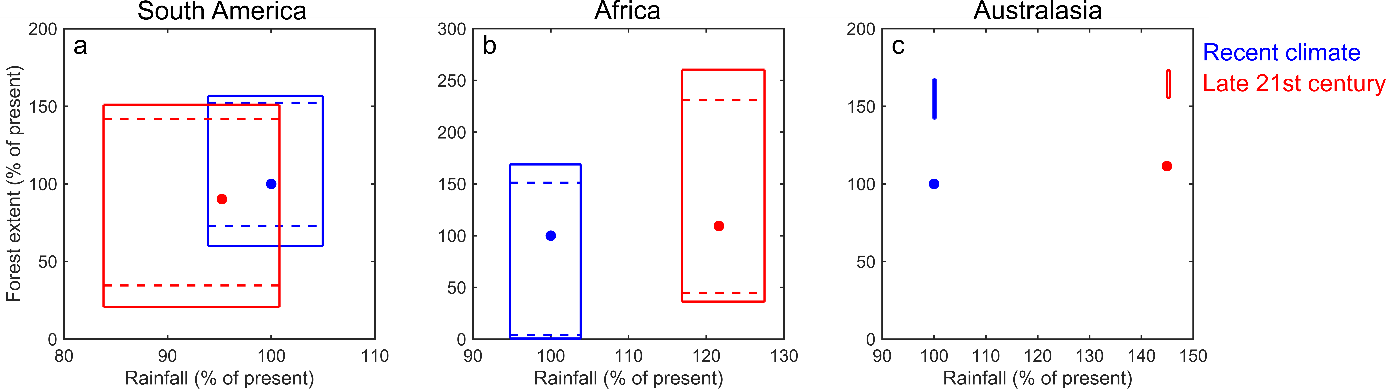 South America
Africa
Australasia
a
b
c
Recent climate
Late 21st century
Forest extent (% of present)
200
150
100
50
0
80
90
100
110
Rainfall (% of present)
300
250
200
150
100
50
0
90
100
110
120
130
Rainfall (% of present)
200
150
100
50
0
90
100
110
120
130
140
150
Rainfall (% of present)